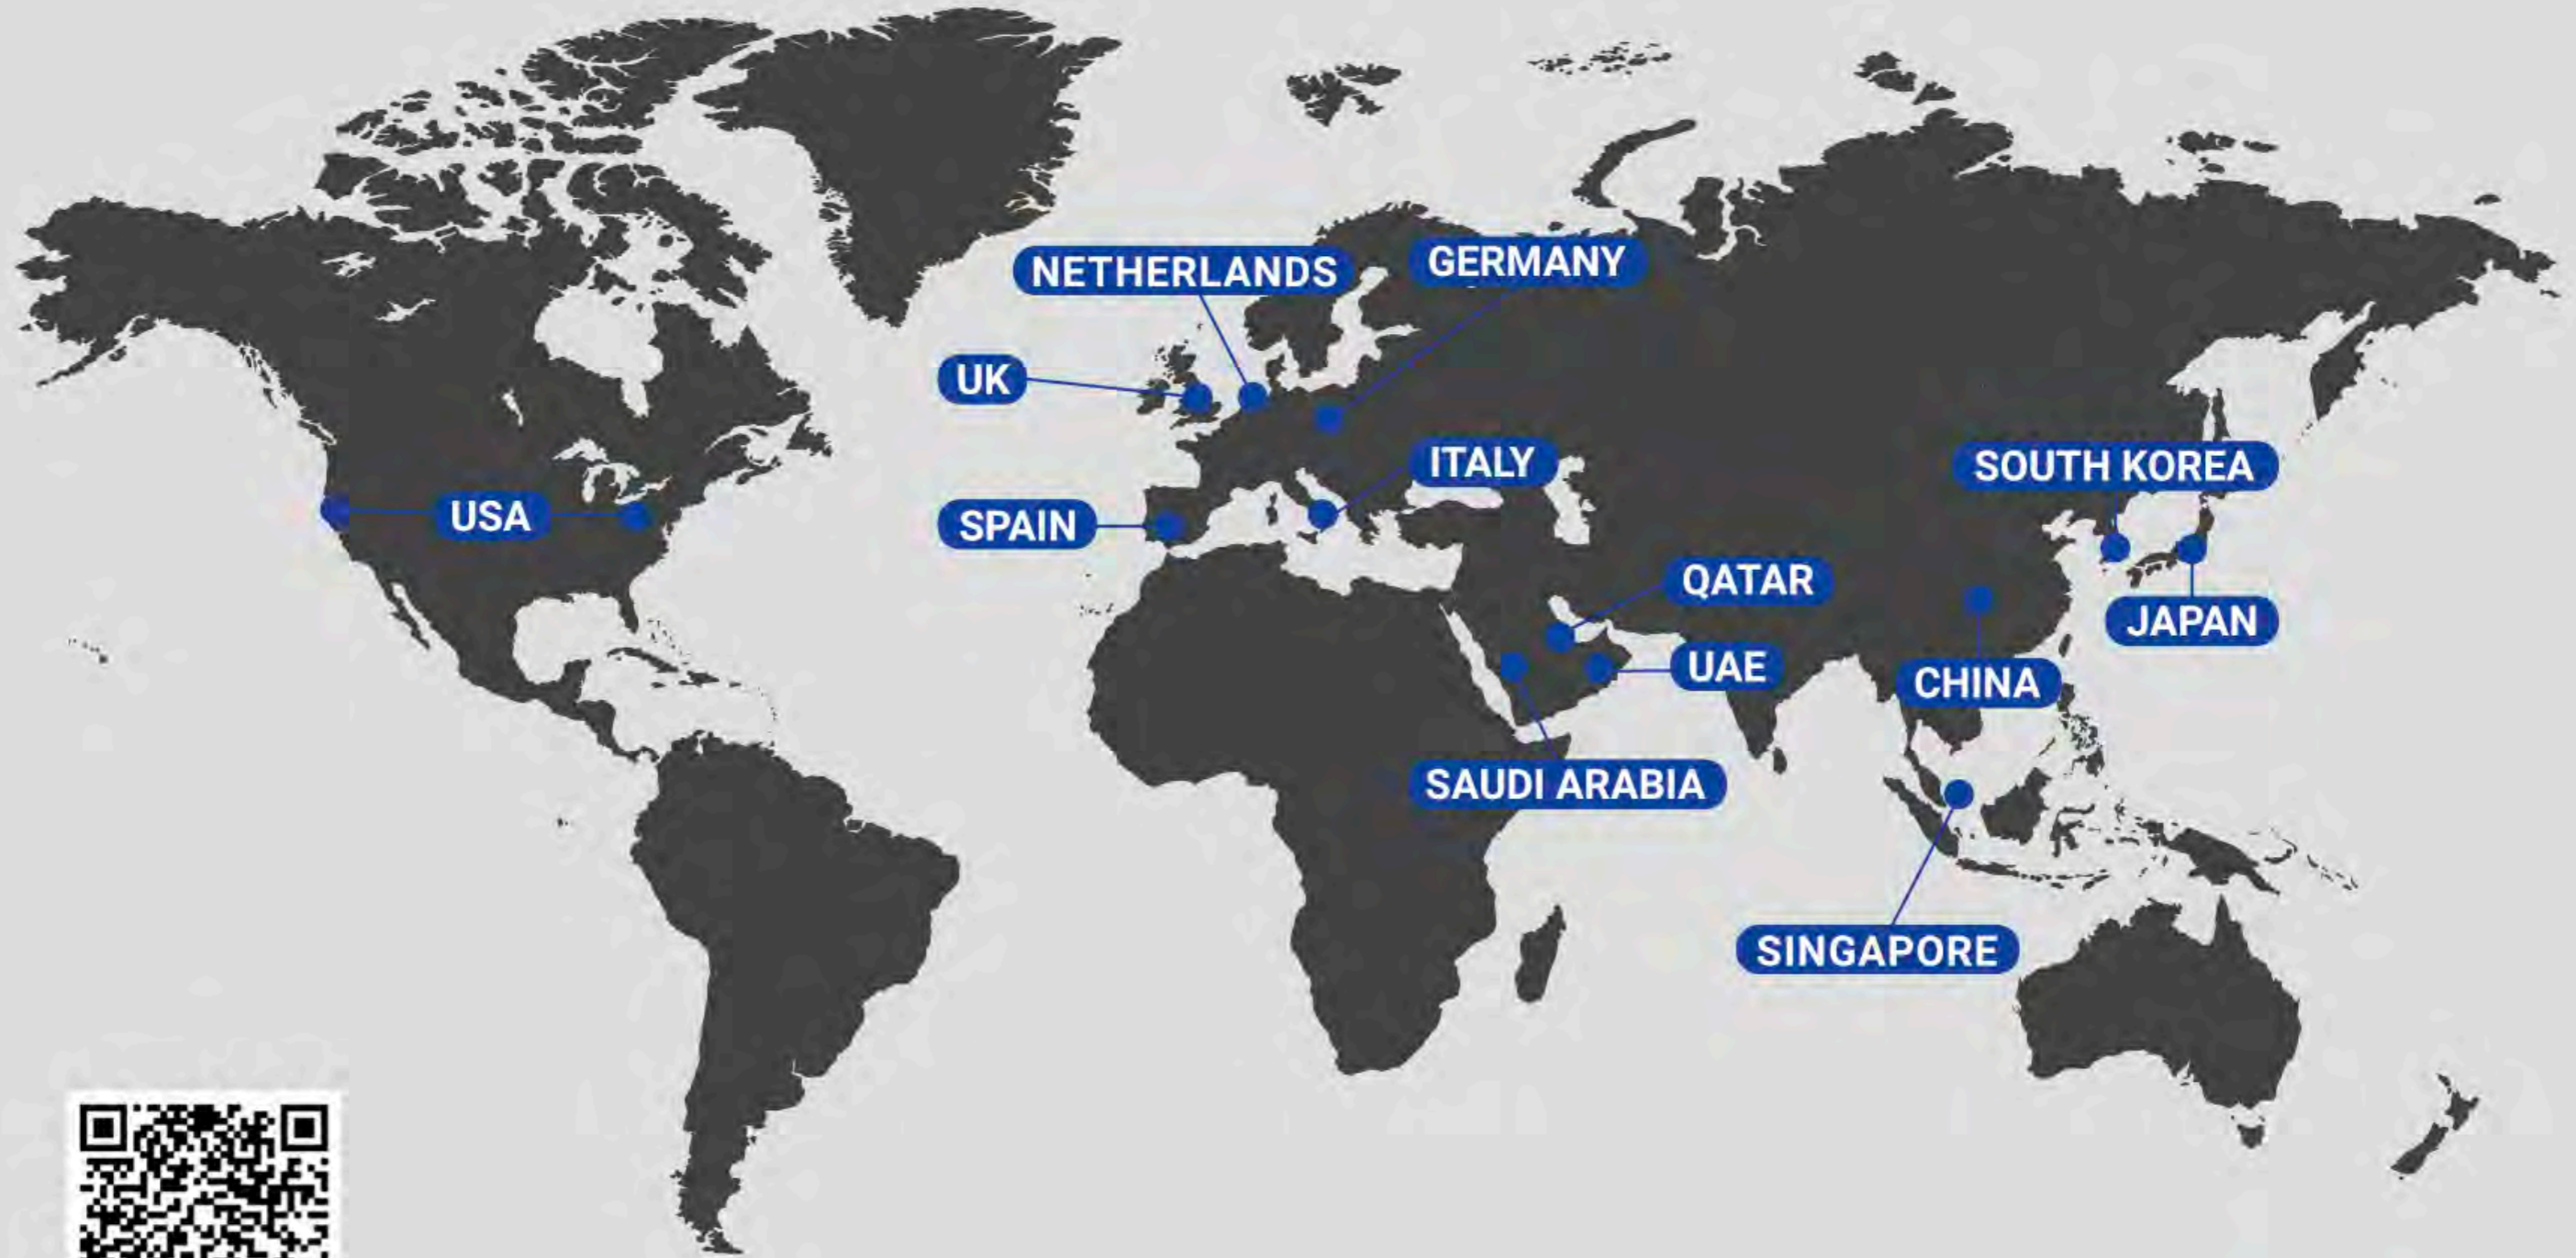 NETHERLANDS
GERMANY
UK
ITALY
SOUTH KOREA
USA
SPAIN
QATAR
JAPAN
UAE
CHINA
SAUDI ARABIA
SINGAPORE